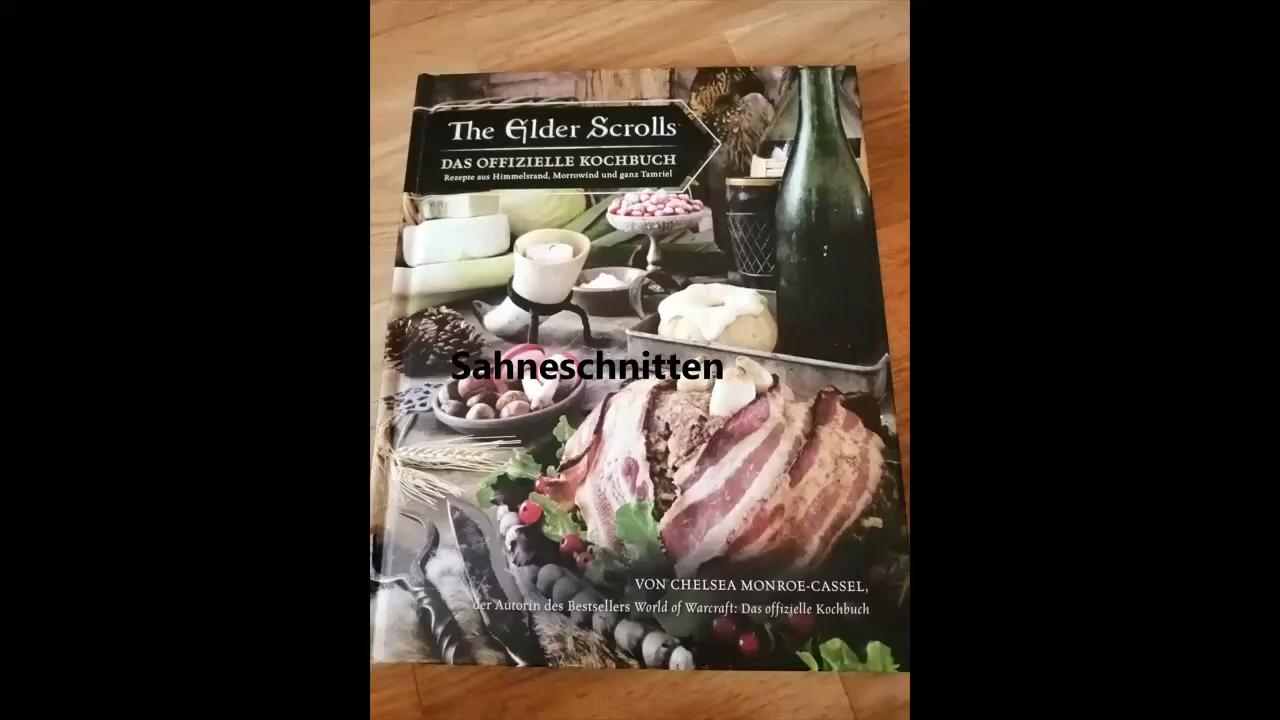 The Elder Scrolls
DAS OFFIZIELLE KOCHBUCH
Rezepte aus Himmelsrand, Morrowind und ganz Tamriel
Sahneschnitten
VON CHELSEA MONROE-CASSEL,
der Autorin des Bestsellers World of Warcraft: Das offizielle Kochbuch